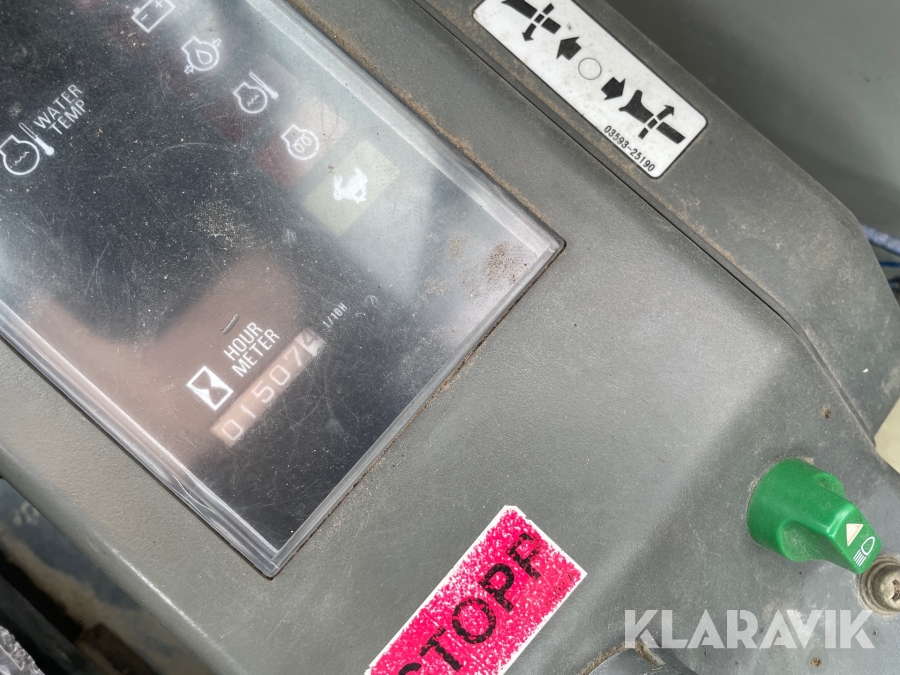 WATER
TEMP
03593-25190
HOUR
METER
1/10H
01507
STOPP
KLARAVIK